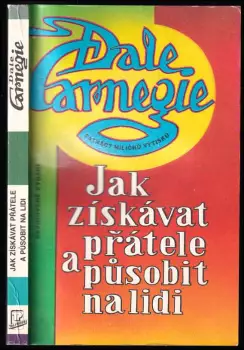 Dale
Carnegie
JAK ZÍSKÁVAT PŘÁTELE
A PŮSOBIT NA LIDI
Dale
Carnegie
PATNÁCT MILIÓNŮ VÝTISKŮ
Jak
získávat
přátele
a působit
na lidi